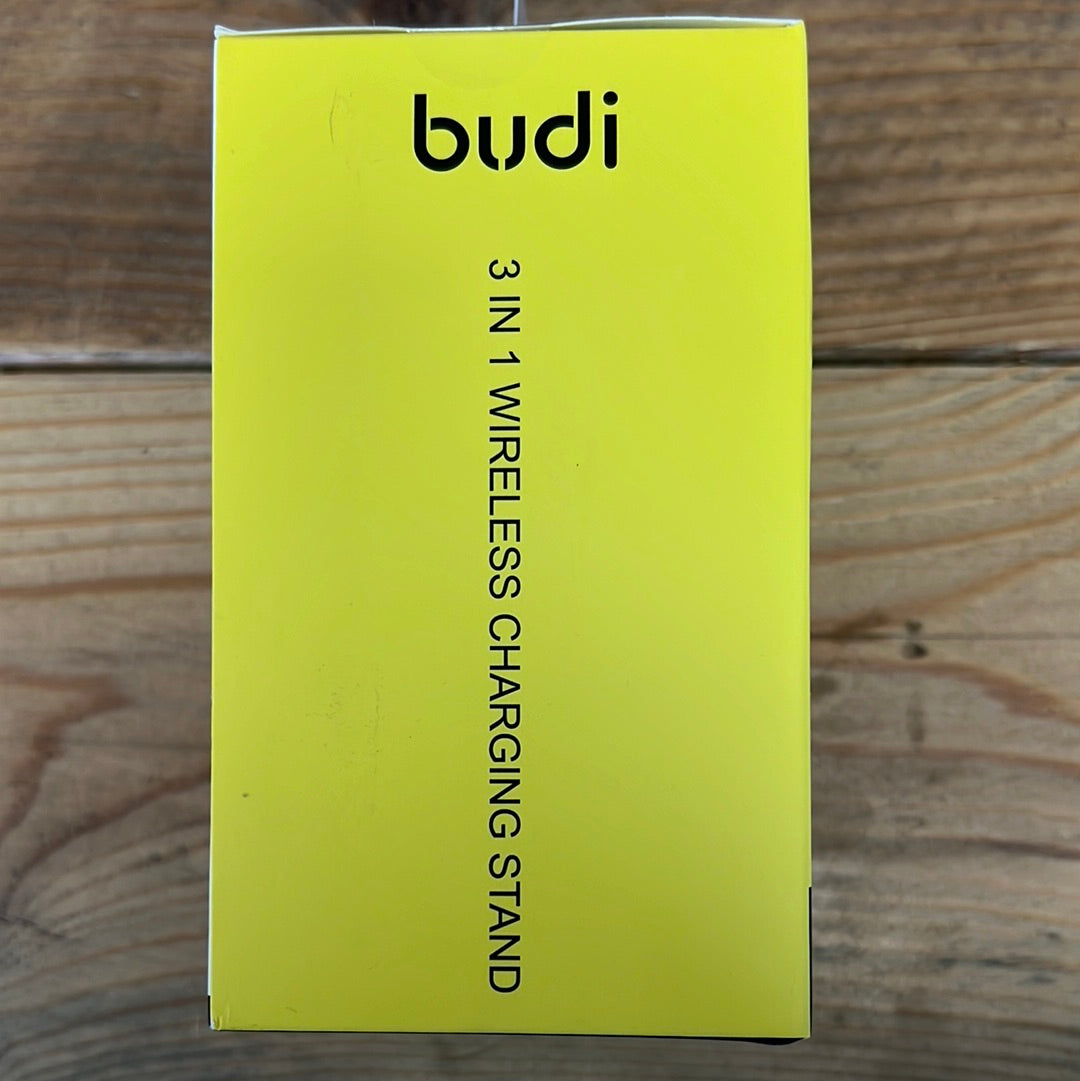 budi
3 IN 1 WIRELESS CHARGING STAND